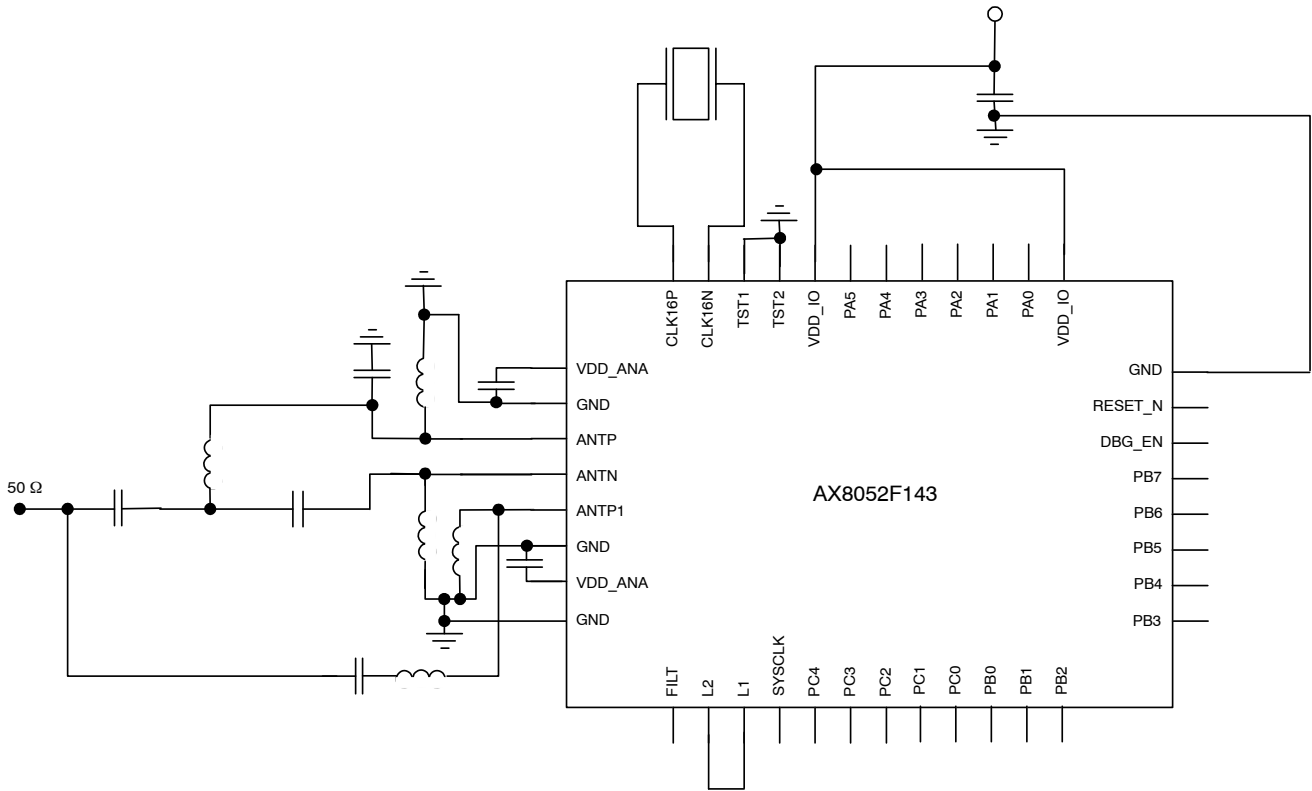 50 Ω
CLK16P
CLK16N
TST1
TST2
VDD_IO
PA5
PA4
PA3
PA2
PA1
PA0
VDD_IO
VDD_ANA
GND
ANTP
ANTN
ANTP1
GND
VDD_ANA
GND
AX8052F143
GND
RESET_N
DBG_EN
PB7
PB6
PB5
PB4
PB3
FILT
L2
L1
SYSCLK
PC4
PC3
PC2
PC1
PC0
PB0
PB1
PB2